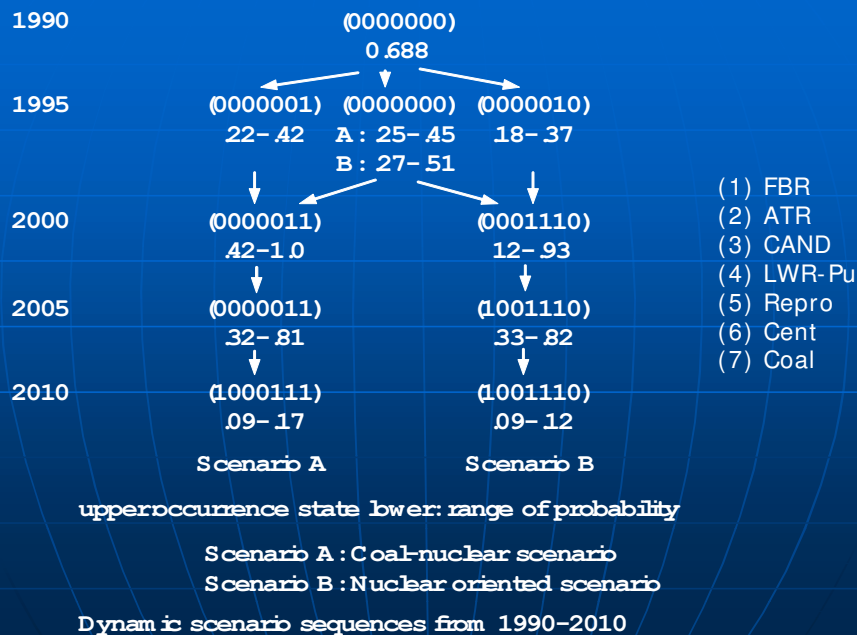 1990 (0000000)
0.688
1995 (0000001) (0000000) (0000010)
.22-.42 A: .25-.45 .18-.37
B: .27-.51
2000 (0000011) (0001110)
.42-1.0 12-.93
2005 (0000011) (1001110)
.32-.81 .33-.82
2010 (1000111) (1001110)
.09-.17 .09-.12
Scenario A Scenario B
(1) FBR
(2) ATR
(3) CAND
(4) LWR-Pu
(5) Repro
(6) Cent
(7) Coal
upper:occurrence state lower:range of probability
Scenario A:Coal-nuclear scenario
Scenario B:Nuclear oriented scenario
Dynamic scenario sequences from 1990-2010